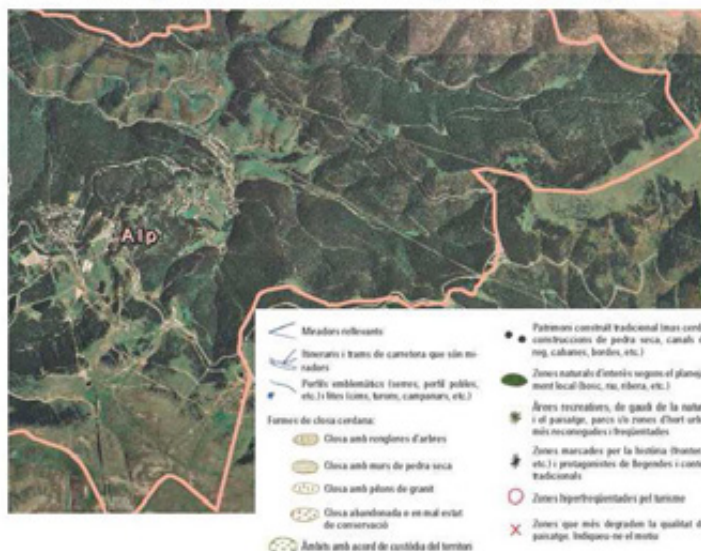 Alp
Miradors rellevants
Itineraris i trams de carretera que són mi-
radors
Perfils emblemàtics (serres, perfil pobles,
etc.) i fites (cims, turons, campanars, etc.)
Formes de closa cerdana:
Closa amb rengleres d'arbres
Closa amb murs de pedra seca
Closa amb pilons de granit
Closa abandonada o en mal estat
de conservació
Àmbits amb acord de custòdia del territori
Patrimoni construït tradicional (mas cerd
construccions de pedra seca, canals
reg, cabanes, bordes, etc.)
Zones naturals d'interès segons el planej
ment local (bosc, riu, ribera, etc.)
Àrees recreatives, de gaudi de la natu
i el paisatge, parcs i/o zones d'hort urb
més reconegudes i freqüentades
Zones marcades per la història (fronter
etc.) i protagonistes de llegendes i conte
tradicionals
Zones hiperfreqüentades pel turisme
Zones que més degraden la qualitat d
paisatge. Indiqueu-ne el motiu